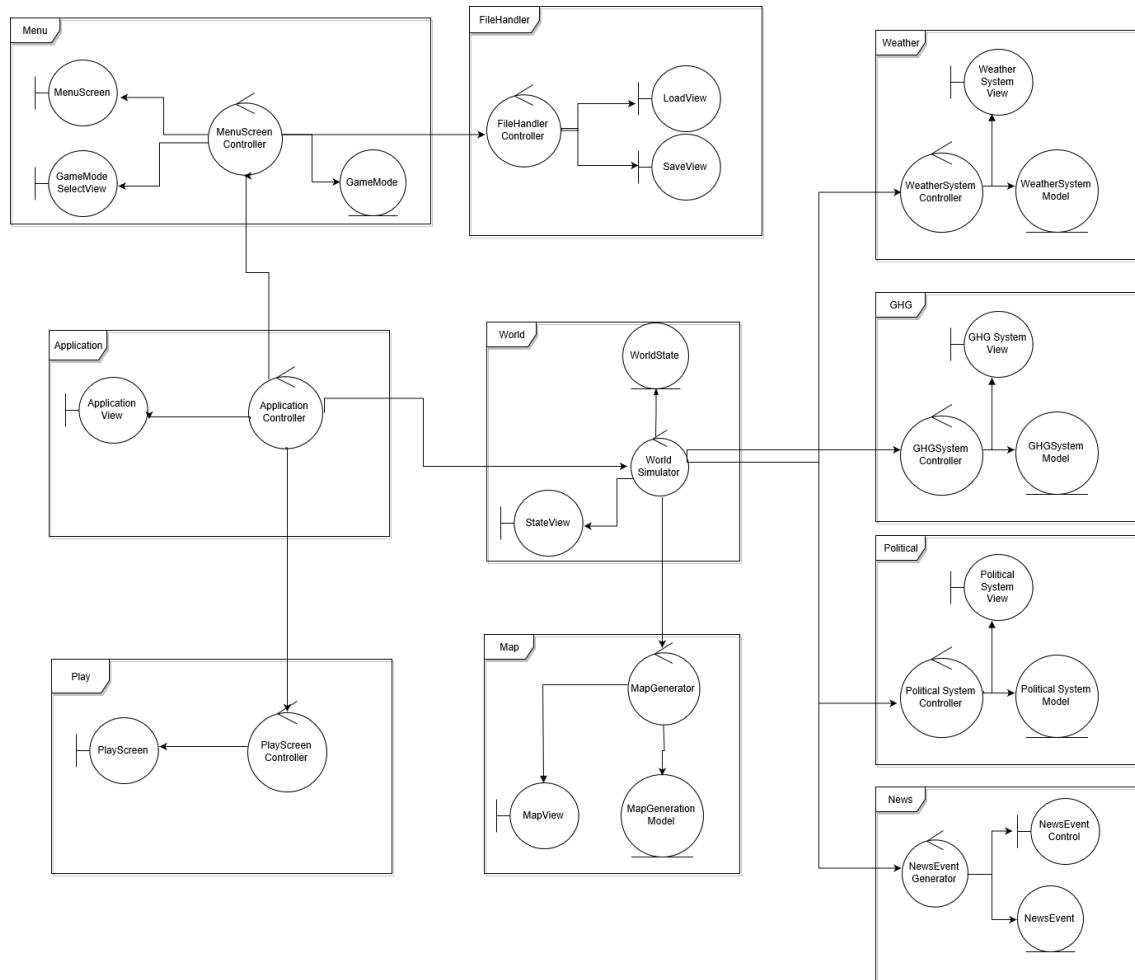 Menu
MenuScreen
MenuScreen
Controller
GameMode
SelectView
GameMode
FileHandler
FileHandler
Controller
LoadView
SaveView
Weather
Weather
System
View
WeatherSystem
Controller
WeatherSystem
Model
Application
Application
View
Application
Controller
World
WorldState
World
Simulator
StateView
GHG
GHG System
View
GHGSystem
Controller
GHGSystem
Model
Political
Political
System
View
Political System
Controller
Political System
Model
Play
PlayScreen
PlayScreen
Controller
Map
MapGenerator
MapView
MapGeneration
Model
News
NewsEvent
Generator
NewsEvent
Control
NewsEvent